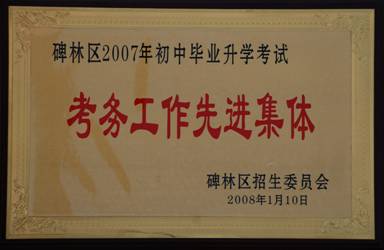 碑林区2007年初中毕业升学考试
考务工作先进集体
碑林区招生委员会
2008年1月10日